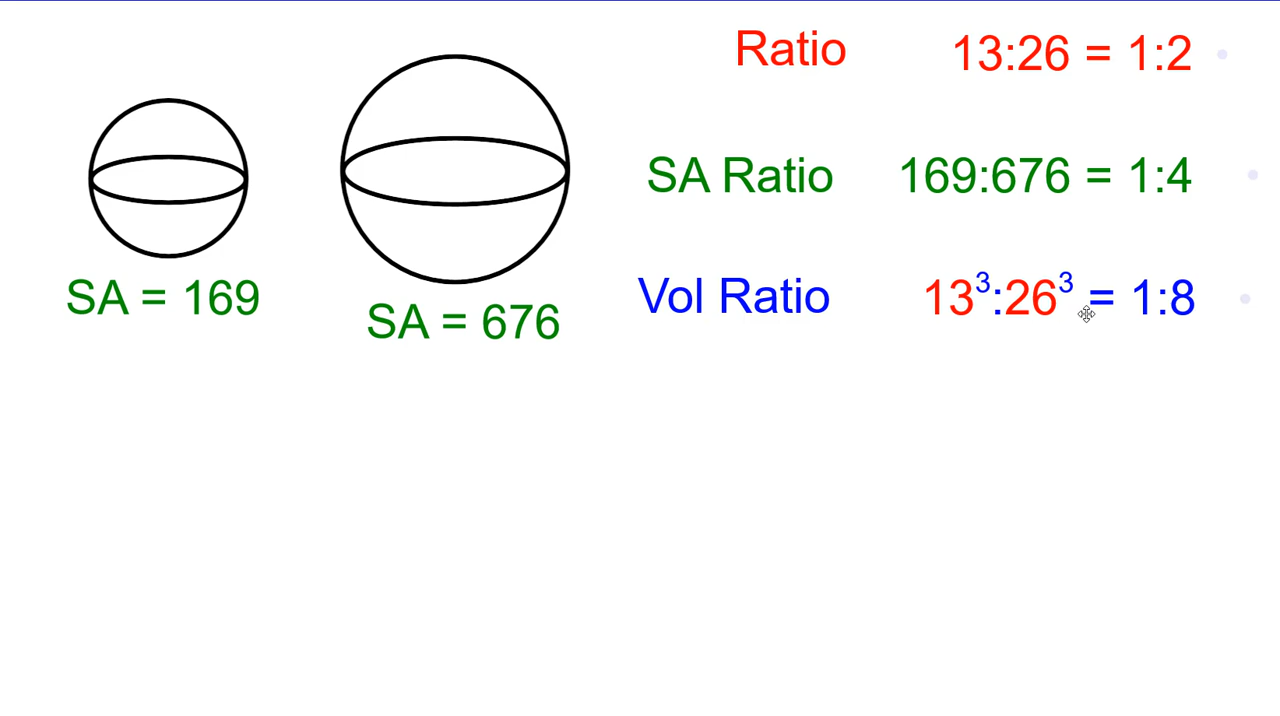 Ratio 13:26 = 1:2
SA Ratio 169:676 = 1:4
Vol Ratio 13³:26³ = 1:8
SA = 169
SA = 676